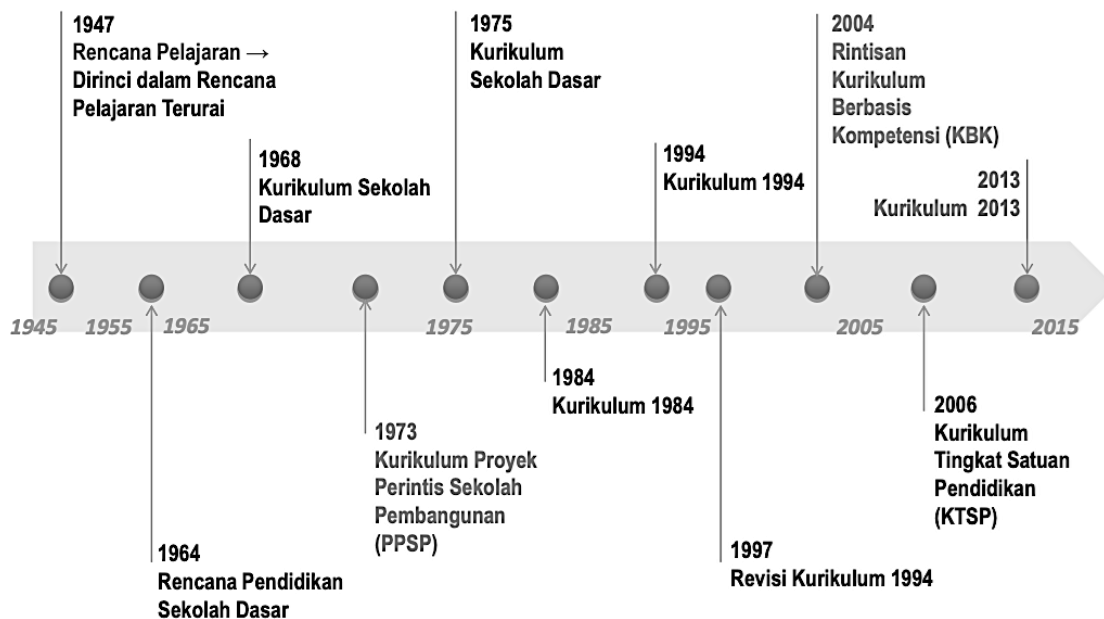 1947
Rencana Pelajaran →
Dirinci dalam Rencana
Pelajaran Terurai
1968
Kurikulum Sekolah
Dasar
1975
Kurikulum
Sekolah Dasar
1994
Kurikulum 1994
2004
Rintisan
Kurikulum
Berbasis
Kompetensi (KBK)
2013
Kurikulum 2013
1945
1955
1965
1975
1985
1995
2005
2015
1964
Rencana Pendidikan
Sekolah Dasar
1973
Kurikulum Proyek
Perintis Sekolah
Pembangunan
(PPSP)
1984
Kurikulum 1984
1997
Revisi Kurikulum 1994
2006
Kurikulum
Tingkat Satuan
Pendidikan
(KTSP)